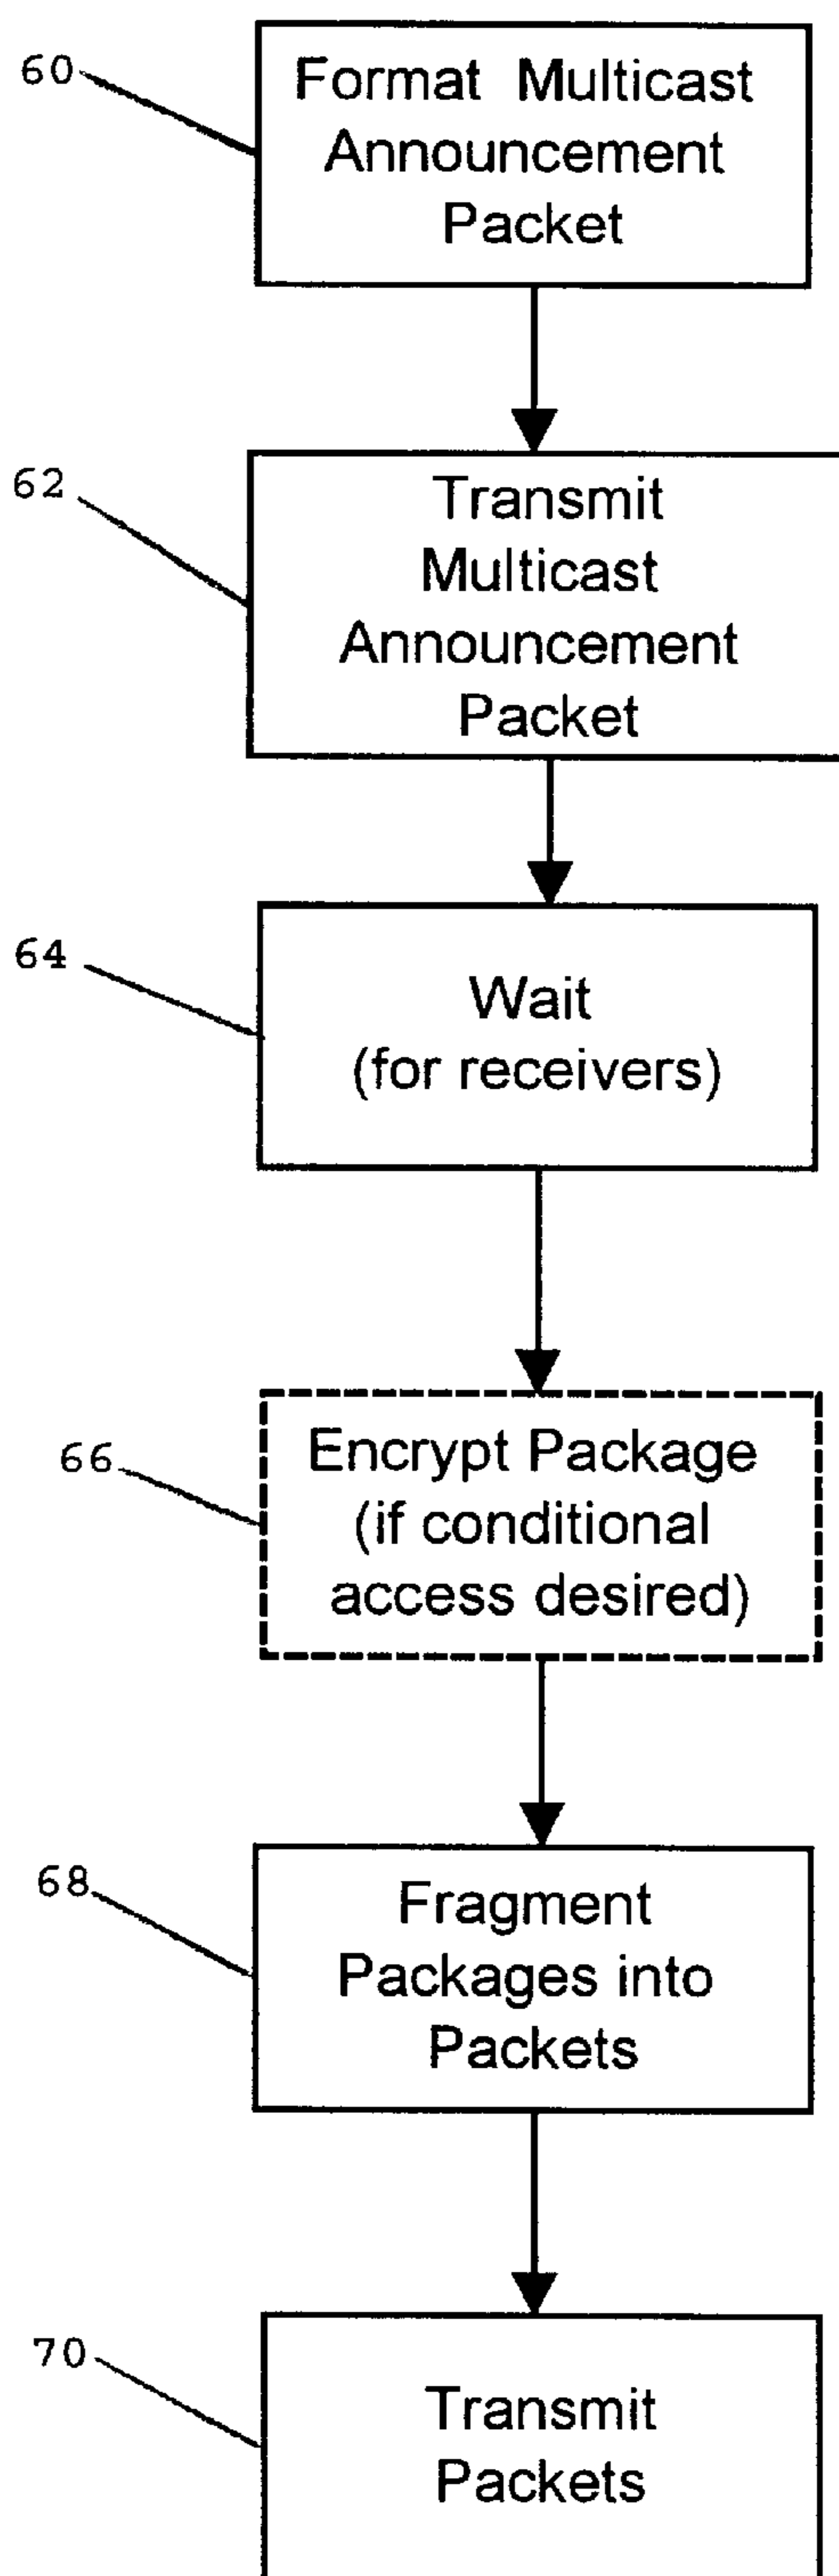 60
Format Multicast
Announcement
Packet
62
Transmit
Multicast
Announcement
Packet
64
Wait
(for receivers)
66
Encrypt Package
(if conditional
access desired)
68
Fragment
Packages into
Packets
70
Transmit
Packets